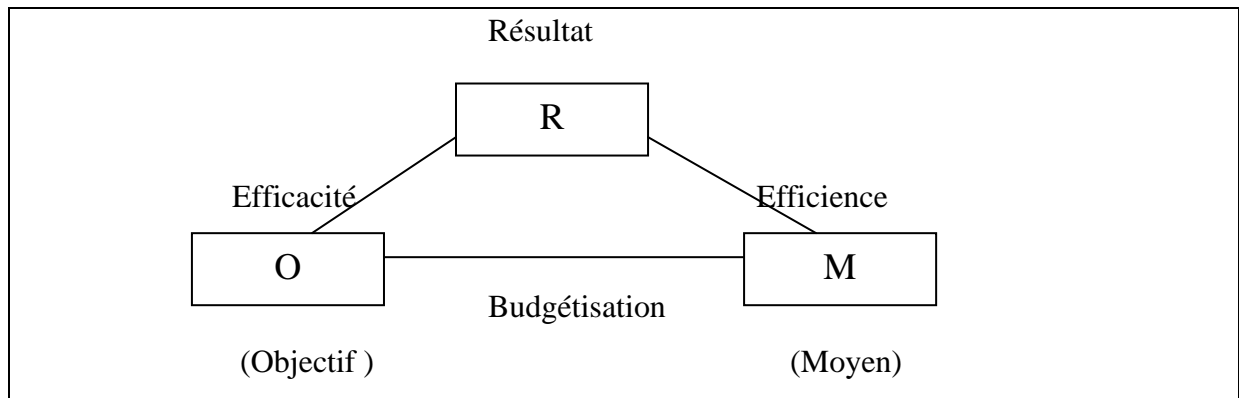 Résultat
R
Efficacité
Efficience
O
M
Budgétisation
(Objectif )
(Moyen)